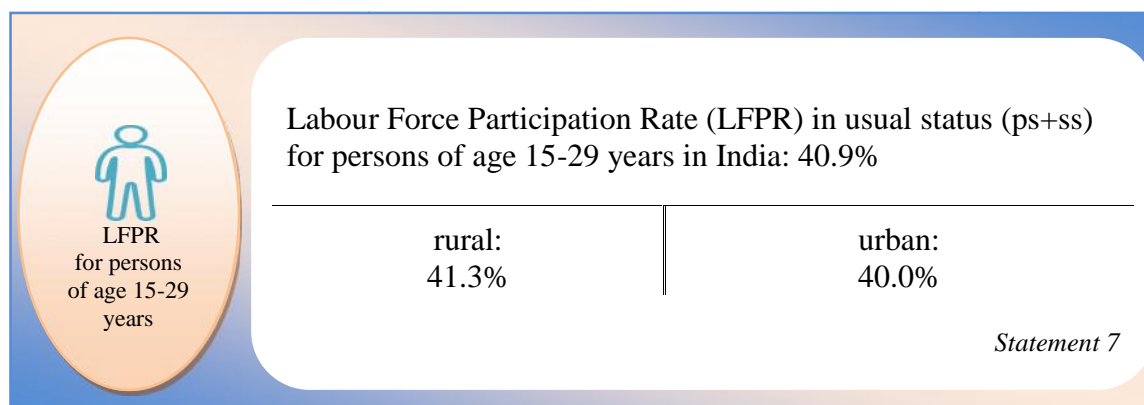 LFPR
for persons
of age 15-29
years
Labour Force Participation Rate (LFPR) in usual status (ps+ss)
for persons of age 15-29 years in India: 40.9%
rural:
41.3%
urban:
40.0%
Statement 7